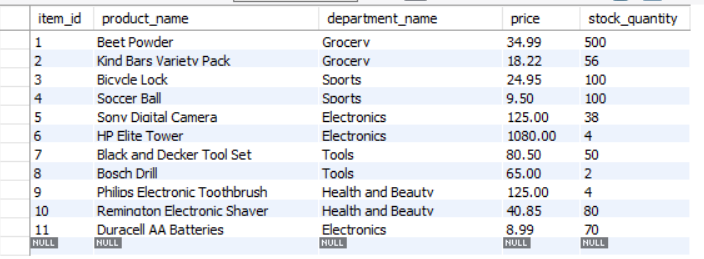 item_id product_name department_name price stock_quantity
1 Beet Powder Grocery 34.99 500
2 Kind Bars Variety Pack Grocery 18.22 56
3 Bicycle Lock Sports 24.95 100
4 Soccer Ball Sports 9.50 100
5 Sony Digital Camera Electronics 125.00 38
6 HP Elite Tower Electronics 1080.00 4
7 Black and Decker Tool Set Tools 80.50 50
8 Bosch Drill Tools 65.00 2
9 Philips Electronic Toothbrush Health and Beauty 125.00 4
10 Remington Electronic Shaver Health and Beauty 40.85 80
11 Duracell AA Batteries Electronics 8.99 70
NULL NULL NULL NULL NULL